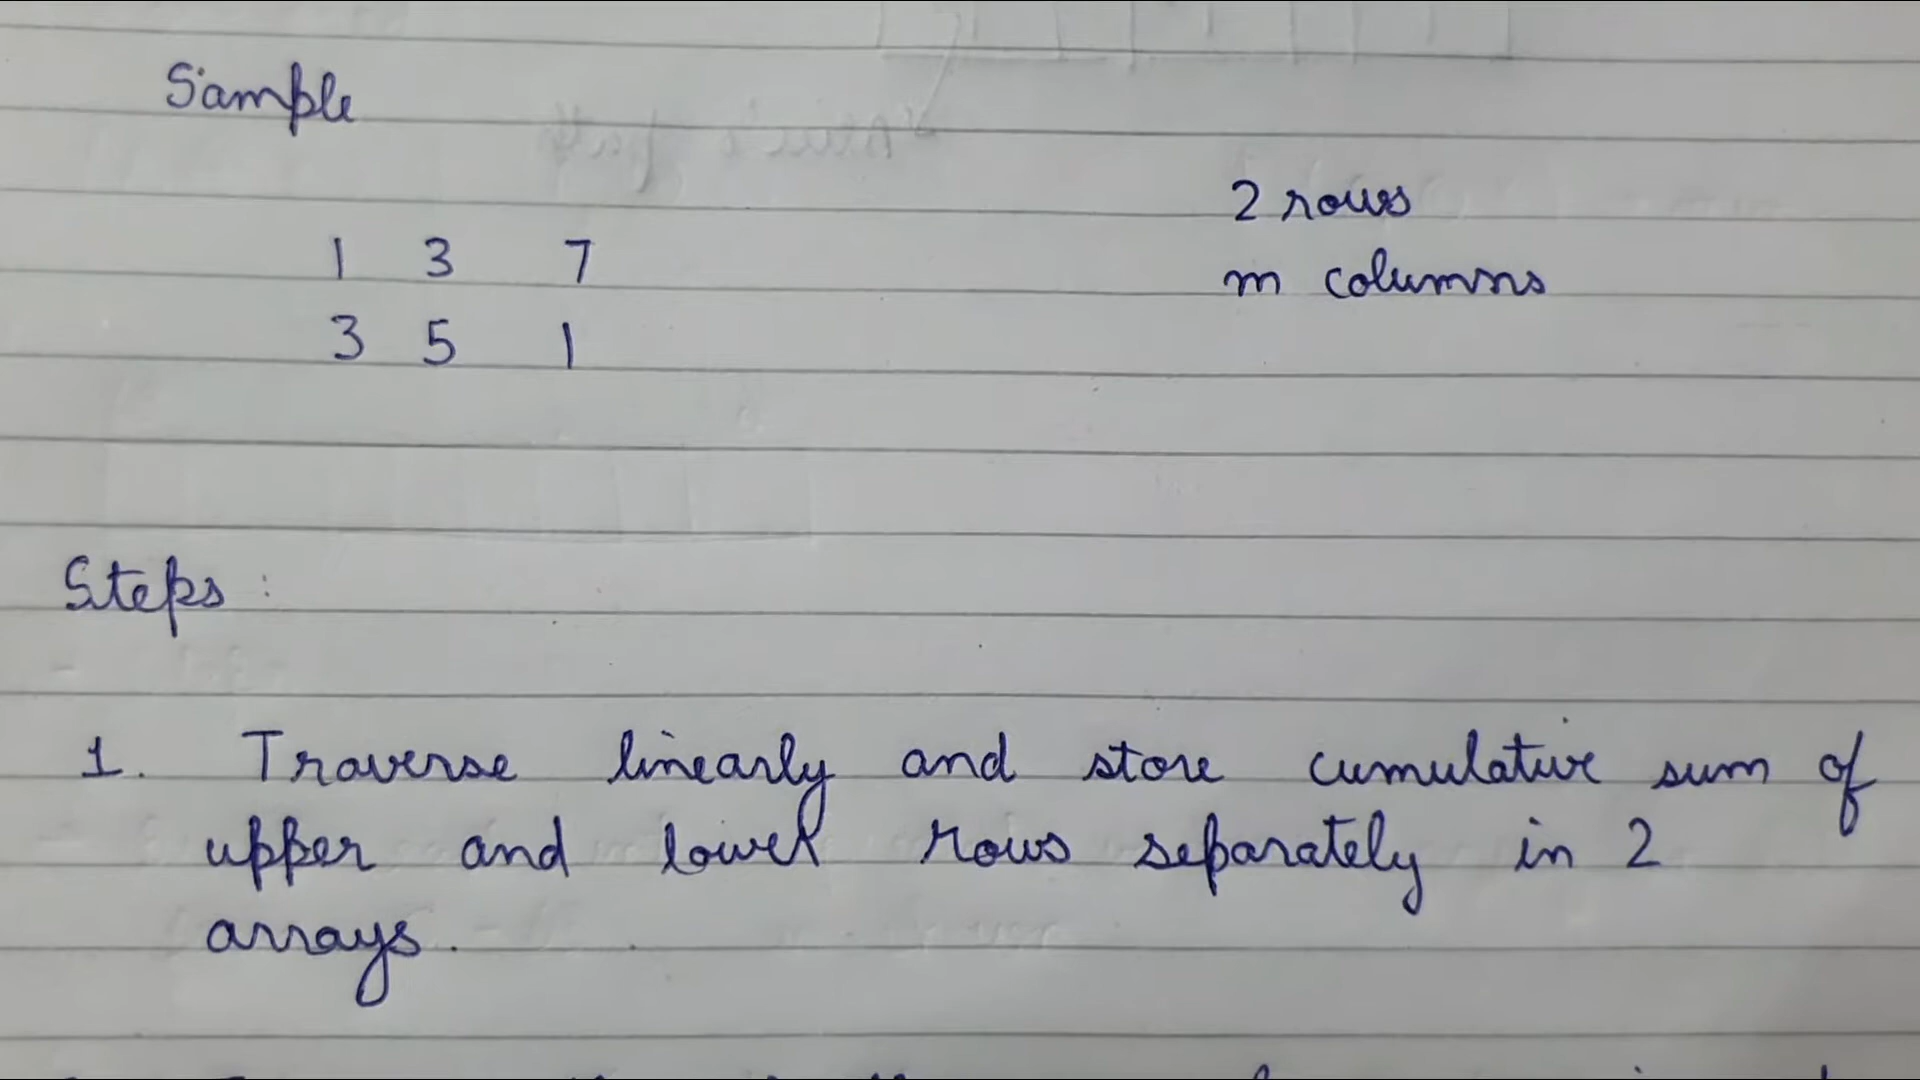 Sample
2 rows
1 3 7
m columns
3 5 1
Steps :
1. Traverse linearly and store cumulative sum of
upper and lower rows separately in 2
arrays.